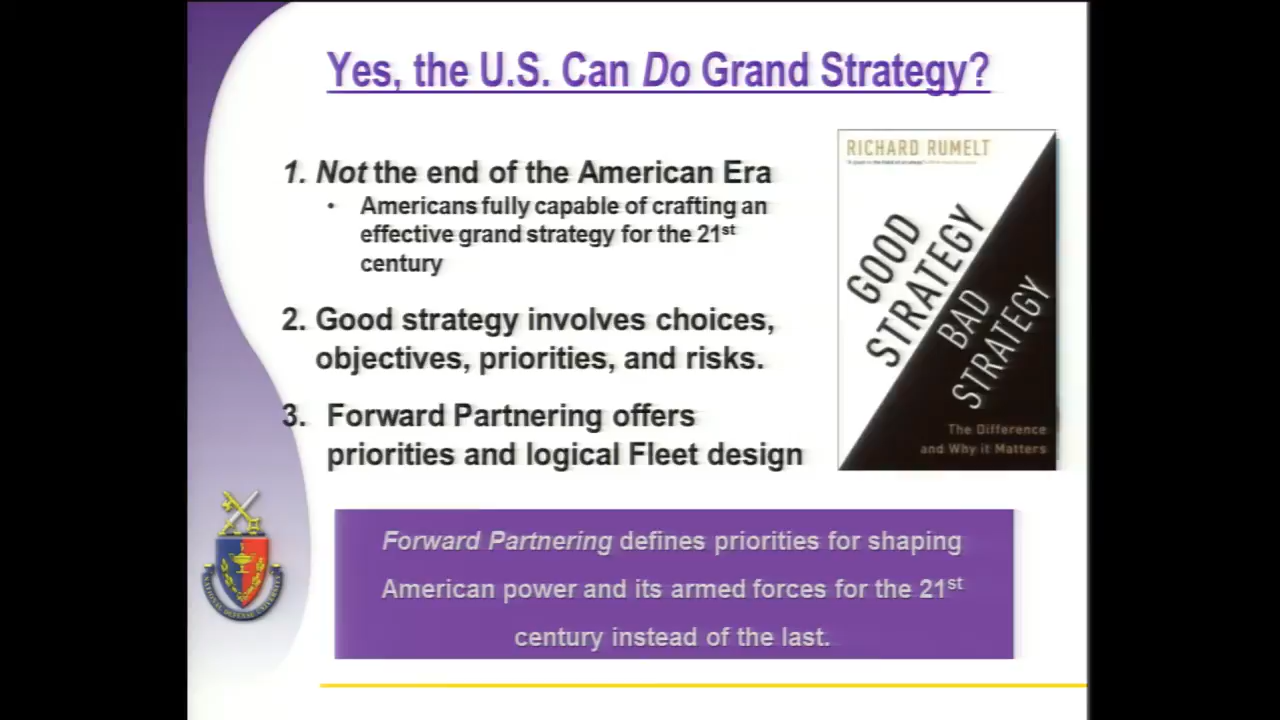 Yes, the U.S. Can Do Grand Strategy?
1. Not the end of the American Era
• Americans fully capable of crafting an
effective grand strategy for the 21st
century
2. Good strategy involves choices,
objectives, priorities, and risks.
3. Forward Partnering offers
priorities and logical Fleet design
RICHARD RUMELT
GOOD
STRATEGY
BAD
STRATEGY
The Difference
and Why it Matters
Forward Partnering defines priorities for shaping
American power and its armed forces for the 21st
century instead of the last.
NATIONAL DEFENSE UNIVERSITY